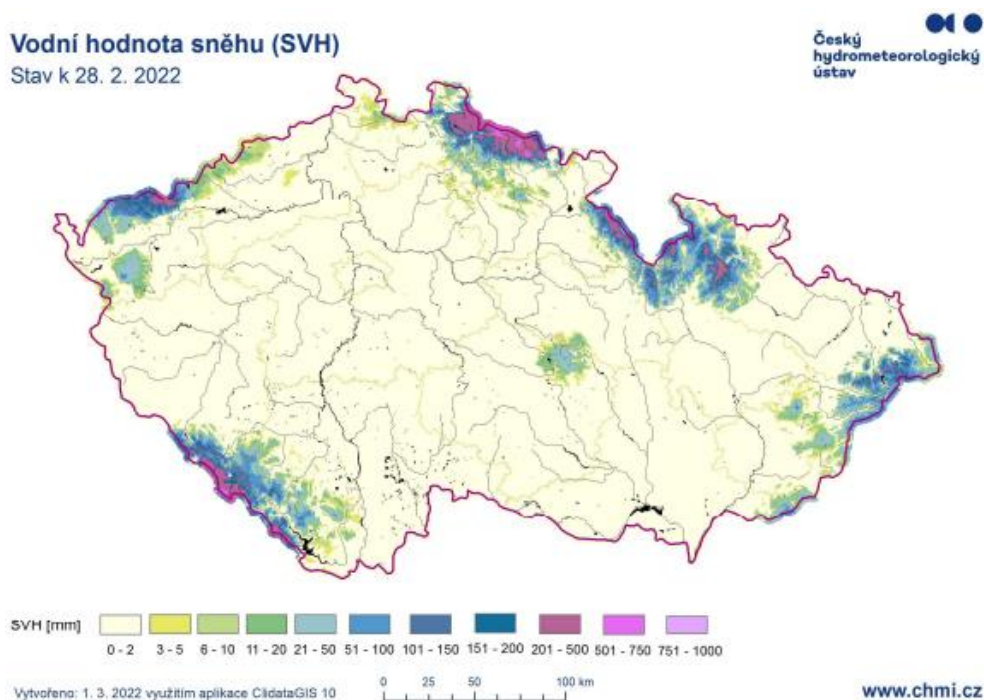 Vodní hodnota sněhu (SVH)
Stav k 28. 2. 2022
Český
hydrometeorologický
ústav
SVH [mm]
0 - 2
3 - 5
6 - 10
11 - 20
21 - 50
51 - 100
101 - 150
151 - 200
201 - 500
501 - 750
751 - 1000
Vytvořeno: 1. 3. 2022 využitím aplikace ClidataGIS 10
0 25 50 100 km
www.chmi.cz